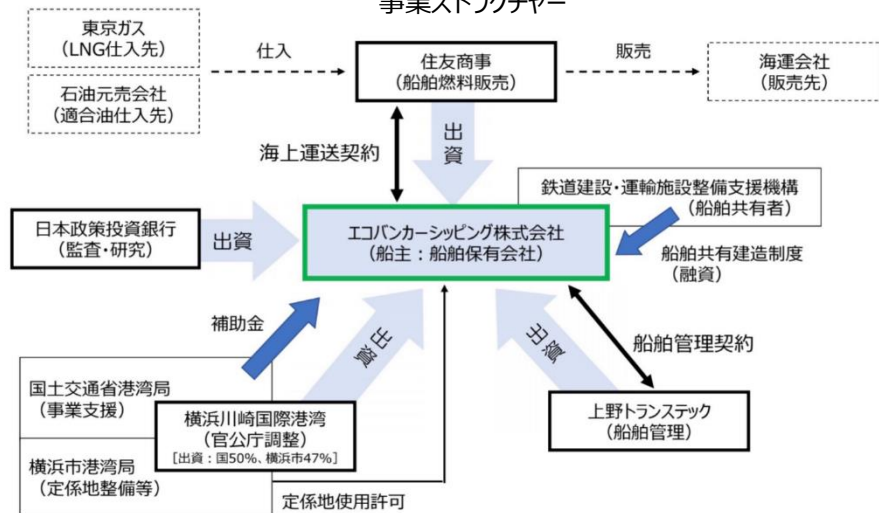 事業ストラクチャー
東京ガス
（LNG仕入先）
石油元売会社
（適合油仕入先）
仕入
住友商事
（船舶燃料販売）
販売
海運会社
（販売先）
海上運送契約
出資
鉄道建設・運輸施設整備支援機構
（船舶共有者）
日本政策投資銀行
（監査・研究）
出資
エコバンカーシッピング株式会社
（船主：船舶保有会社）
船舶共有建造制度
（融資）
補助金
出資
出資
船舶管理契約
国土交通省港湾局
（事業支援）
横浜川崎国際港湾
（官公庁調整）
［出資：国50%、横浜市47%］
上野トランステック
（船舶管理）
横浜市港湾局
（定係地整備等）
定係地使用許可